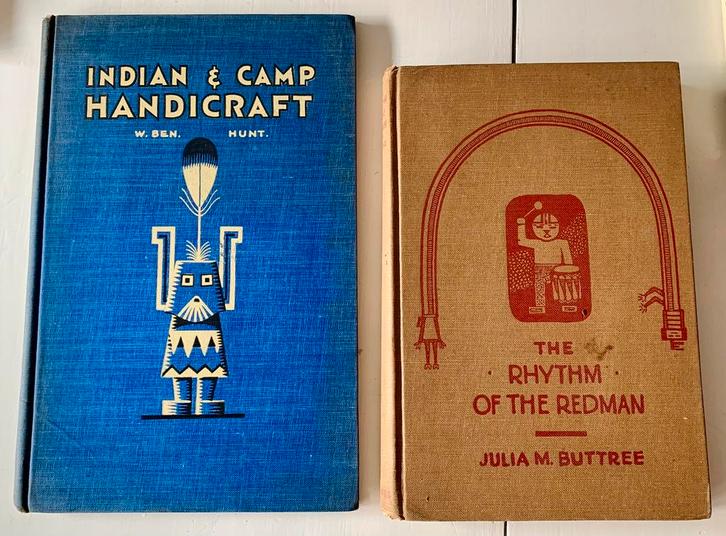 INDIAN & CAMP
HANDICRAFT
W. BEN. HUNT.
THE
RHYTHM
OF THE REDMAN
JULIA M. BUTTREE